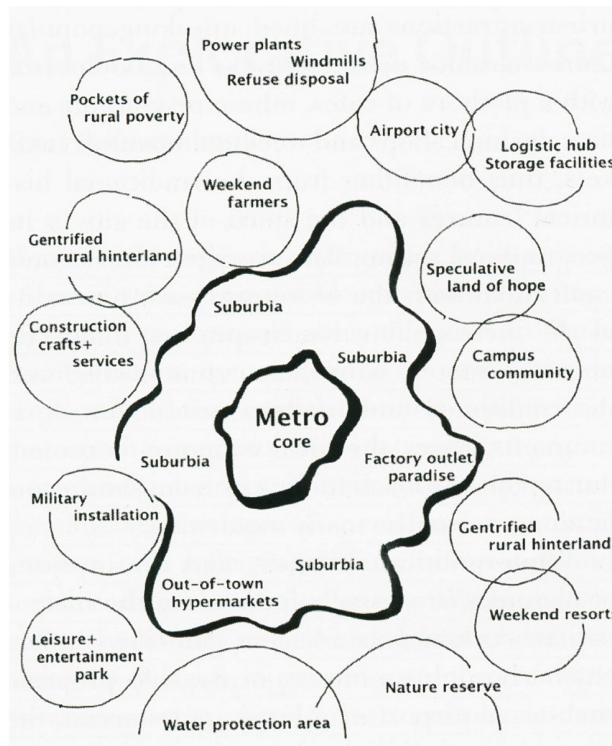 Power plants
Windmills
Refuse disposal
Pockets of
rural poverty
Airport city
Logistic hub
Storage facilities
Weekend
farmers
Gentrified
rural hinterland
Speculative
land of hope
Suburbia
Construction
crafts+
services
Suburbia
Campus
community
Metro
core
Suburbia
Factory outlet
paradise
Military
installation
Gentrified
rural hinterland
Suburbia
Out-of-town
hypermarkets
Weekend resorts
Leisure+
entertainment
park
Nature reserve
Water protection area